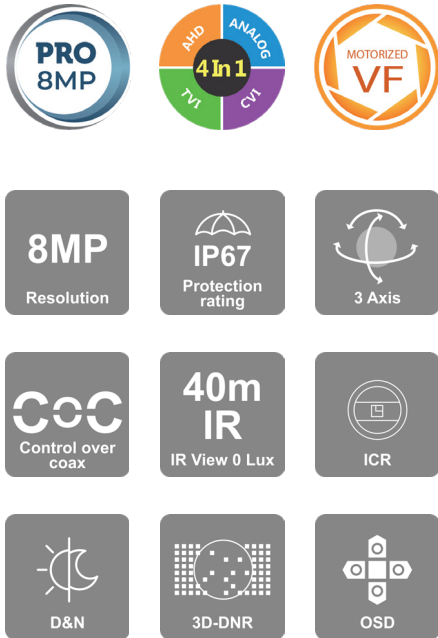 PRO
8MP
AHD
ANALOG
4 In 1
TVI
CVI
MOTORIZED
VF
8MP
Resolution
IP67
Protection
rating
3 Axis
CoC
Control over
coax
40m
IR
IR View 0 Lux
ICR
D&N
3D-DNR
OSD